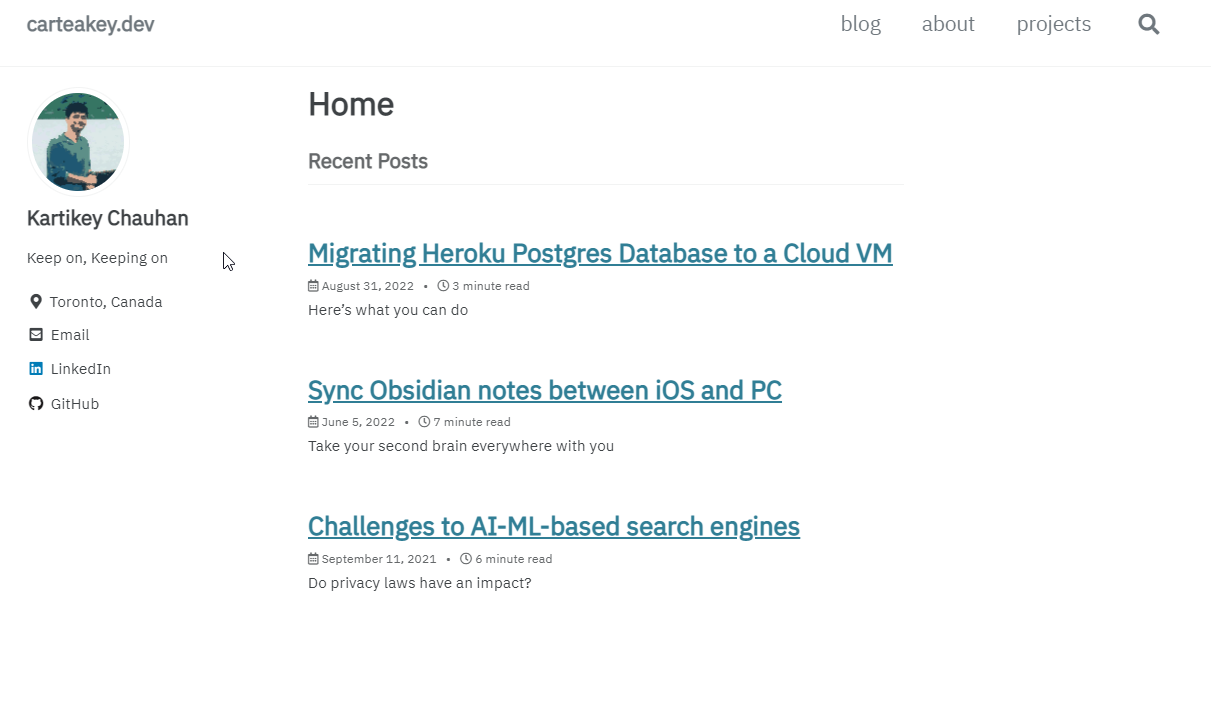 carteakey.dev
blog about projects
Kartikey Chauhan
Keep on, Keeping on
Toronto, Canada
Email
LinkedIn
GitHub
Home
Recent Posts
Migrating Heroku Postgres Database to a Cloud VM
August 31, 2022 • 3 minute read
Here’s what you can do
Sync Obsidian notes between iOS and PC
June 5, 2022 • 7 minute read
Take your second brain everywhere with you
Challenges to AI-ML-based search engines
September 11, 2021 • 6 minute read
Do privacy laws have an impact?